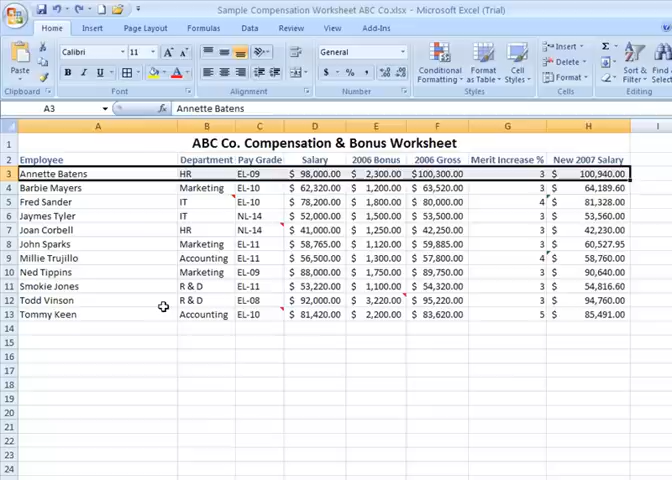 Sample Compensation Worksheet ABC Co.xlsx - Microsoft Excel (Trial)
Home Insert Page Layout Formulas Data Review View Add-Ins
Calibri 11 A A General Insert Σ
Paste B I U A $ % , Conditional Formatting Format as Table Cell Styles Delete Format Sort & Filter
Clipboard Font Alignment Number Styles Cells
A3 fx Annette Batens
A B C D E F G H I
1 ABC Co. Compensation & Bonus Worksheet
2 Employee Department Pay Grade Salary 2006 Bonus 2006 Gross Merit Increase % New 2007 Salary
3 Annette Batens HR EL-09 $ 98,000.00 $ 2,300.00 $100,300.00 3 $ 100,940.00
4 Barbie Mayers Marketing EL-10 $ 62,320.00 $ 1,200.00 $ 63,520.00 3 $ 64,189.60
5 Fred Sander IT EL-10 $ 78,200.00 $ 1,800.00 $ 80,000.00 4 $ 81,328.00
6 Jaymes Tyler IT NL-14 $ 52,000.00 $ 1,500.00 $ 53,500.00 3 $ 53,560.00
7 Joan Corbell HR NL-14 $ 41,000.00 $ 1,250.00 $ 42,250.00 3 $ 42,230.00
8 John Sparks Marketing EL-11 $ 58,765.00 $ 1,120.00 $ 59,885.00 3 $ 60,527.95
9 Millie Trujillo Accounting EL-11 $ 56,500.00 $ 1,300.00 $ 57,800.00 4 $ 58,760.00
10 Ned Tippins Marketing EL-09 $ 88,000.00 $ 1,750.00 $ 89,750.00 3 $ 90,640.00
11 Smokie Jones R & D EL-11 $ 53,220.00 $ 1,100.00 $ 54,320.00 3 $ 54,816.60
12 Todd Vinson R & D EL-08 $ 92,000.00 $ 3,220.00 $ 95,220.00 3 $ 94,760.00
13 Tommy Keen Accounting EL-10 $ 81,420.00 $ 2,200.00 $ 83,620.00 5 $ 85,491.00
14
15
16
17
18
19
20
21
22
23
24